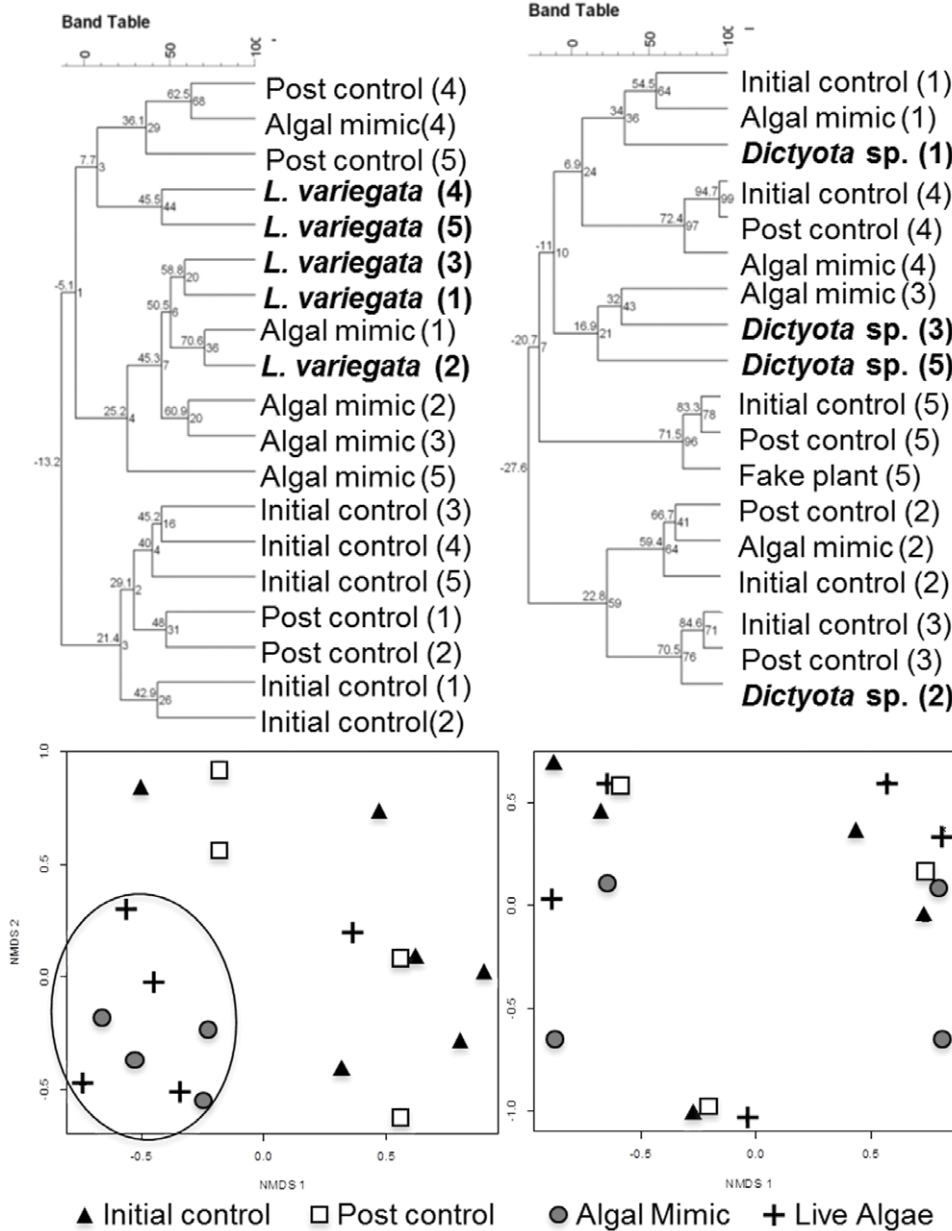 Band Table
0 50 100
Post control (4)
Algal mimic(4)
Post control (5)
L. variegata (4)
L. variegata (5)
L. variegata (3)
L. variegata (1)
Algal mimic (1)
L. variegata (2)
Algal mimic (2)
Algal mimic (3)
Algal mimic (5)
Initial control (3)
Initial control (4)
Initial control (5)
Post control (1)
Post control (2)
Initial control (1)
Initial control(2)
62.5 68
36.1 29
7.7 3
45.5 44
58.8 20
-5.1 1
50.5 6
70.6 36
45.3 7
60.9 20
25.2 4
-13.2
45.2 16
40 4
29.1 2
48 31
21.4 3
42.9 26
Band Table
0 50 100
Initial control (1)
Algal mimic (1)
Dictyota sp. (1)
Initial control (4)
Post control (4)
Algal mimic (4)
Algal mimic (3)
Dictyota sp. (3)
Dictyota sp. (5)
Initial control (5)
Post control (5)
Fake plant (5)
Post control (2)
Algal mimic (2)
Initial control (2)
Initial control (3)
Post control (3)
Dictyota sp. (2)
54.5 64
34 36
6.9 24
94.7 99
72.4 97
-11 10
32 43
16.9 21
-20.7 7
83.3 78
71.5 96
-27.6
66.7 41
59.4 64
22.8 59
84.6 71
70.5 76
1.0
0.5
0.0
-0.5
NMDS 2
-0.5 0.0 0.5
NMDS 1
0.5
0.0
-0.5
-1.0
-0.5 0.0 0.5
NMDS 1
Initial control Post control Algal Mimic Live Algae